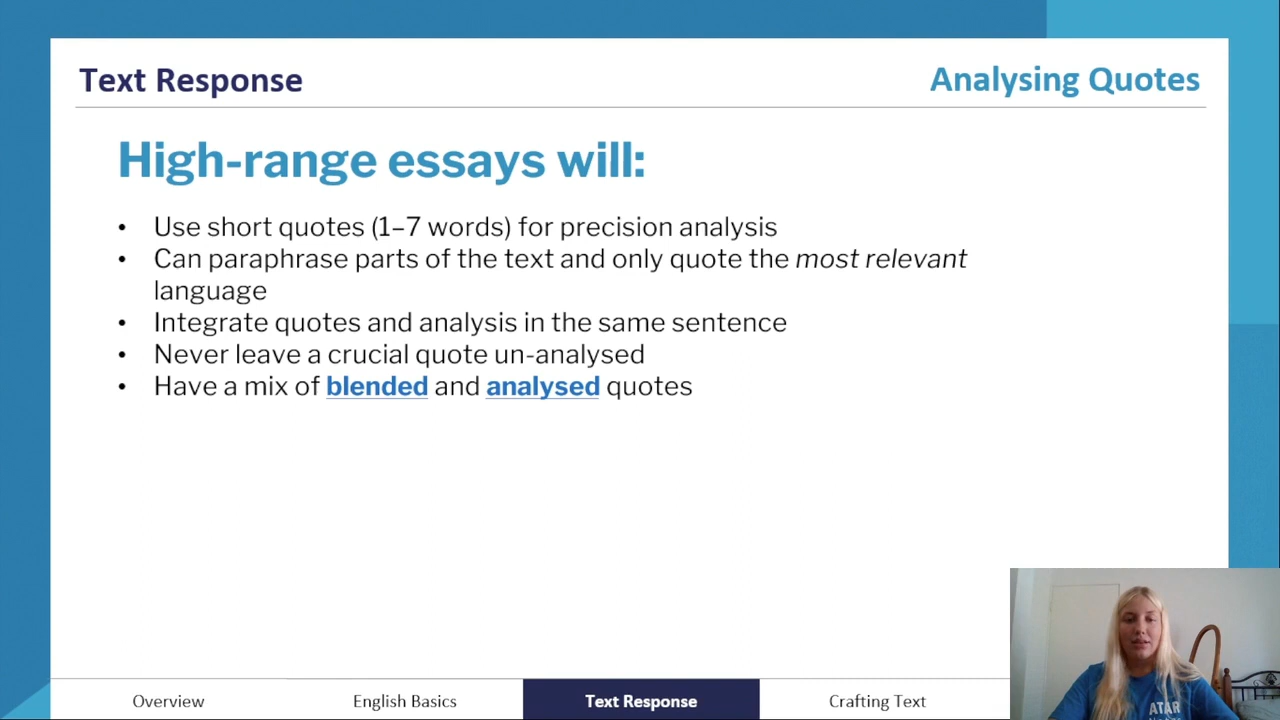 Text Response
Analysing Quotes
High-range essays will:
• Use short quotes (1–7 words) for precision analysis
• Can paraphrase parts of the text and only quote the most relevant
language
• Integrate quotes and analysis in the same sentence
• Never leave a crucial quote un-analysed
• Have a mix of blended and analysed quotes
Overview
English Basics
Text Response
Crafting Text
ATAR